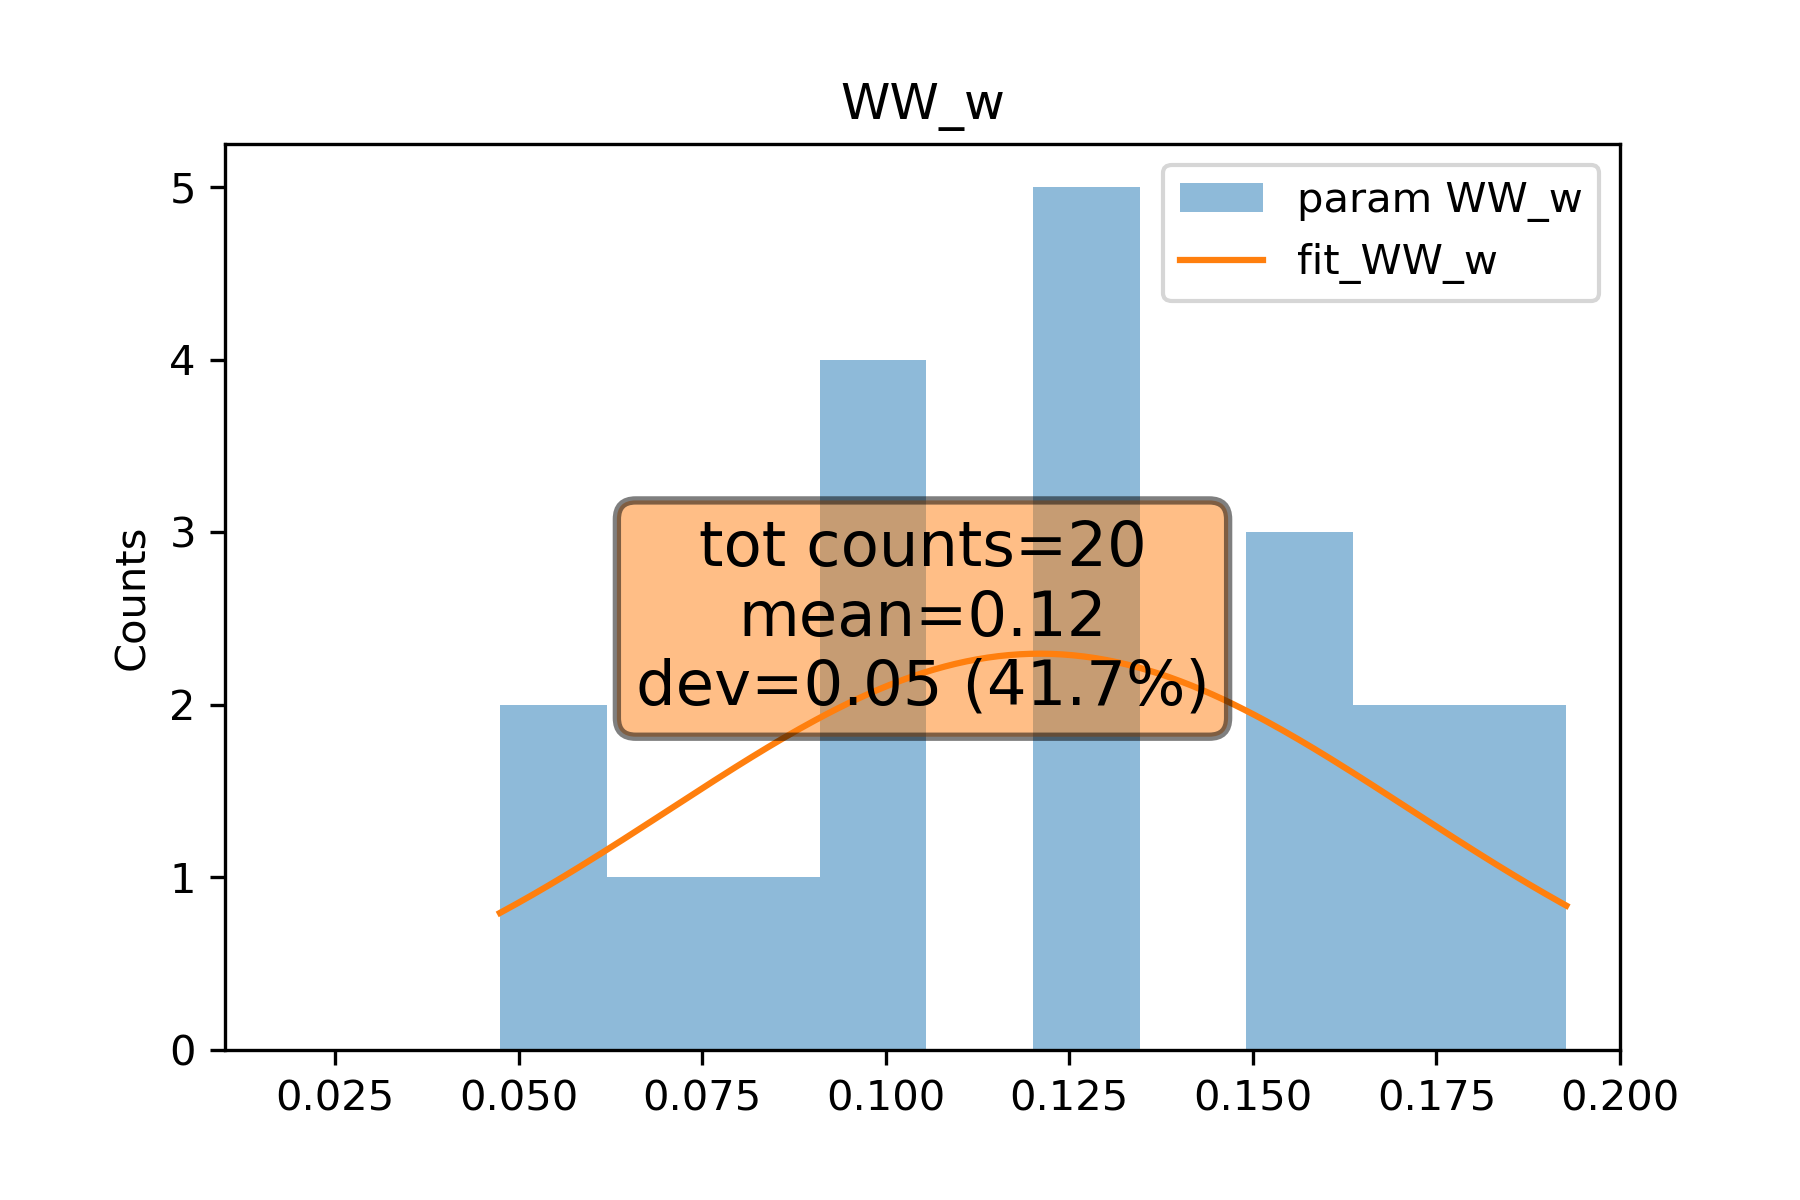 WW_w
param WW_w
fit_WW_w
5
4
3
2
1
0
Counts
tot counts=20
mean=0.12
dev=0.05 (41.7%)
0.025 0.050 0.075 0.100 0.125 0.150 0.175 0.200